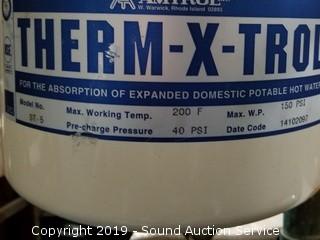 AMTROL
W. Warwick, Rhode Island 02893
THERM-X-TROL
NSF
FOR THE ABSORPTION OF EXPANDED DOMESTIC POTABLE HOT WATER
Model No. Max. Working Temp. 200 F Max. W.P. 150 PSI
ST-5 Pre-charge Pressure 40 PSI Date Code 14102097
Copyright 2019 - Sound Auction Service